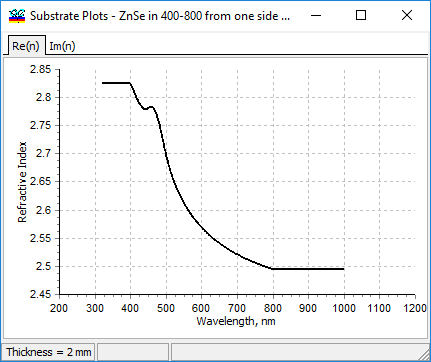 Substrate Plots - ZnSe in 400-800 from one side ...
Re(n) Im(n)
2.85
2.8
2.75
2.7
2.65
2.6
2.55
2.5
2.45
Refractive Index
200 300 400 500 600 700 800 900 1000 1100 1200
Wavelength, nm
Thickness = 2 mm